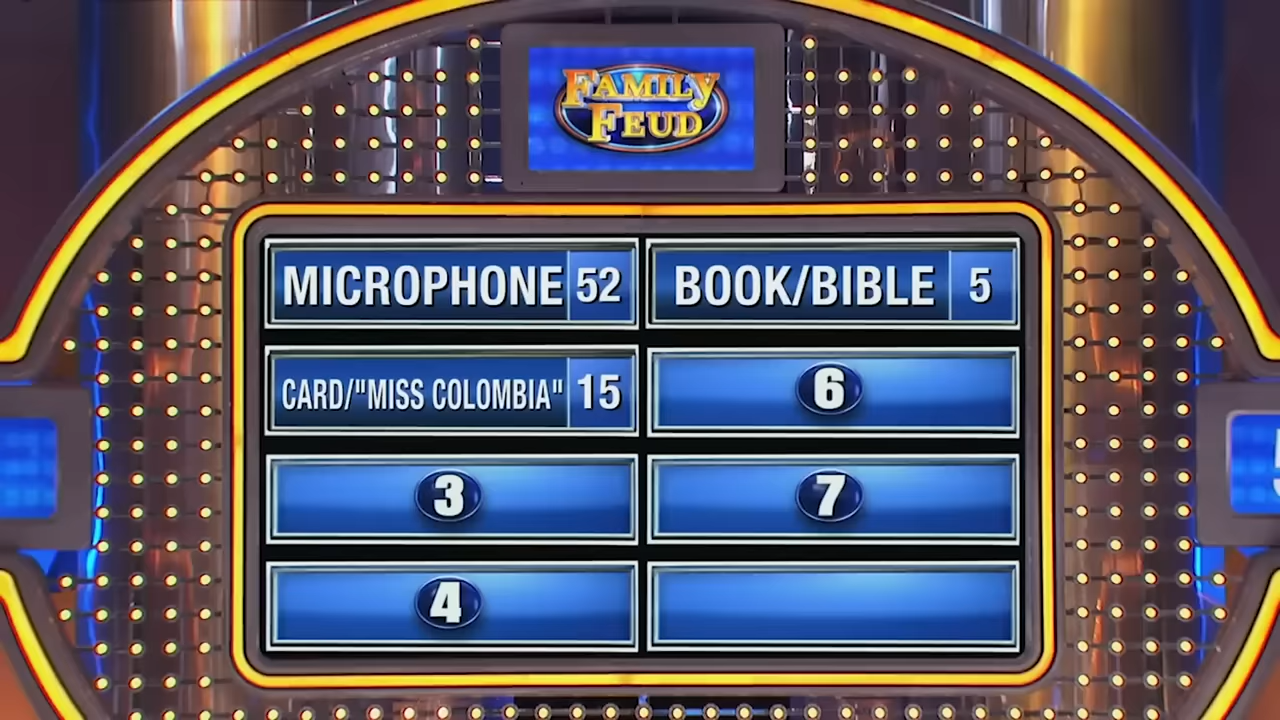 FAMILY
FEUD
MICROPHONE 52
BOOK/BIBLE 5
CARD/"MISS COLOMBIA" 15
6
3
7
4